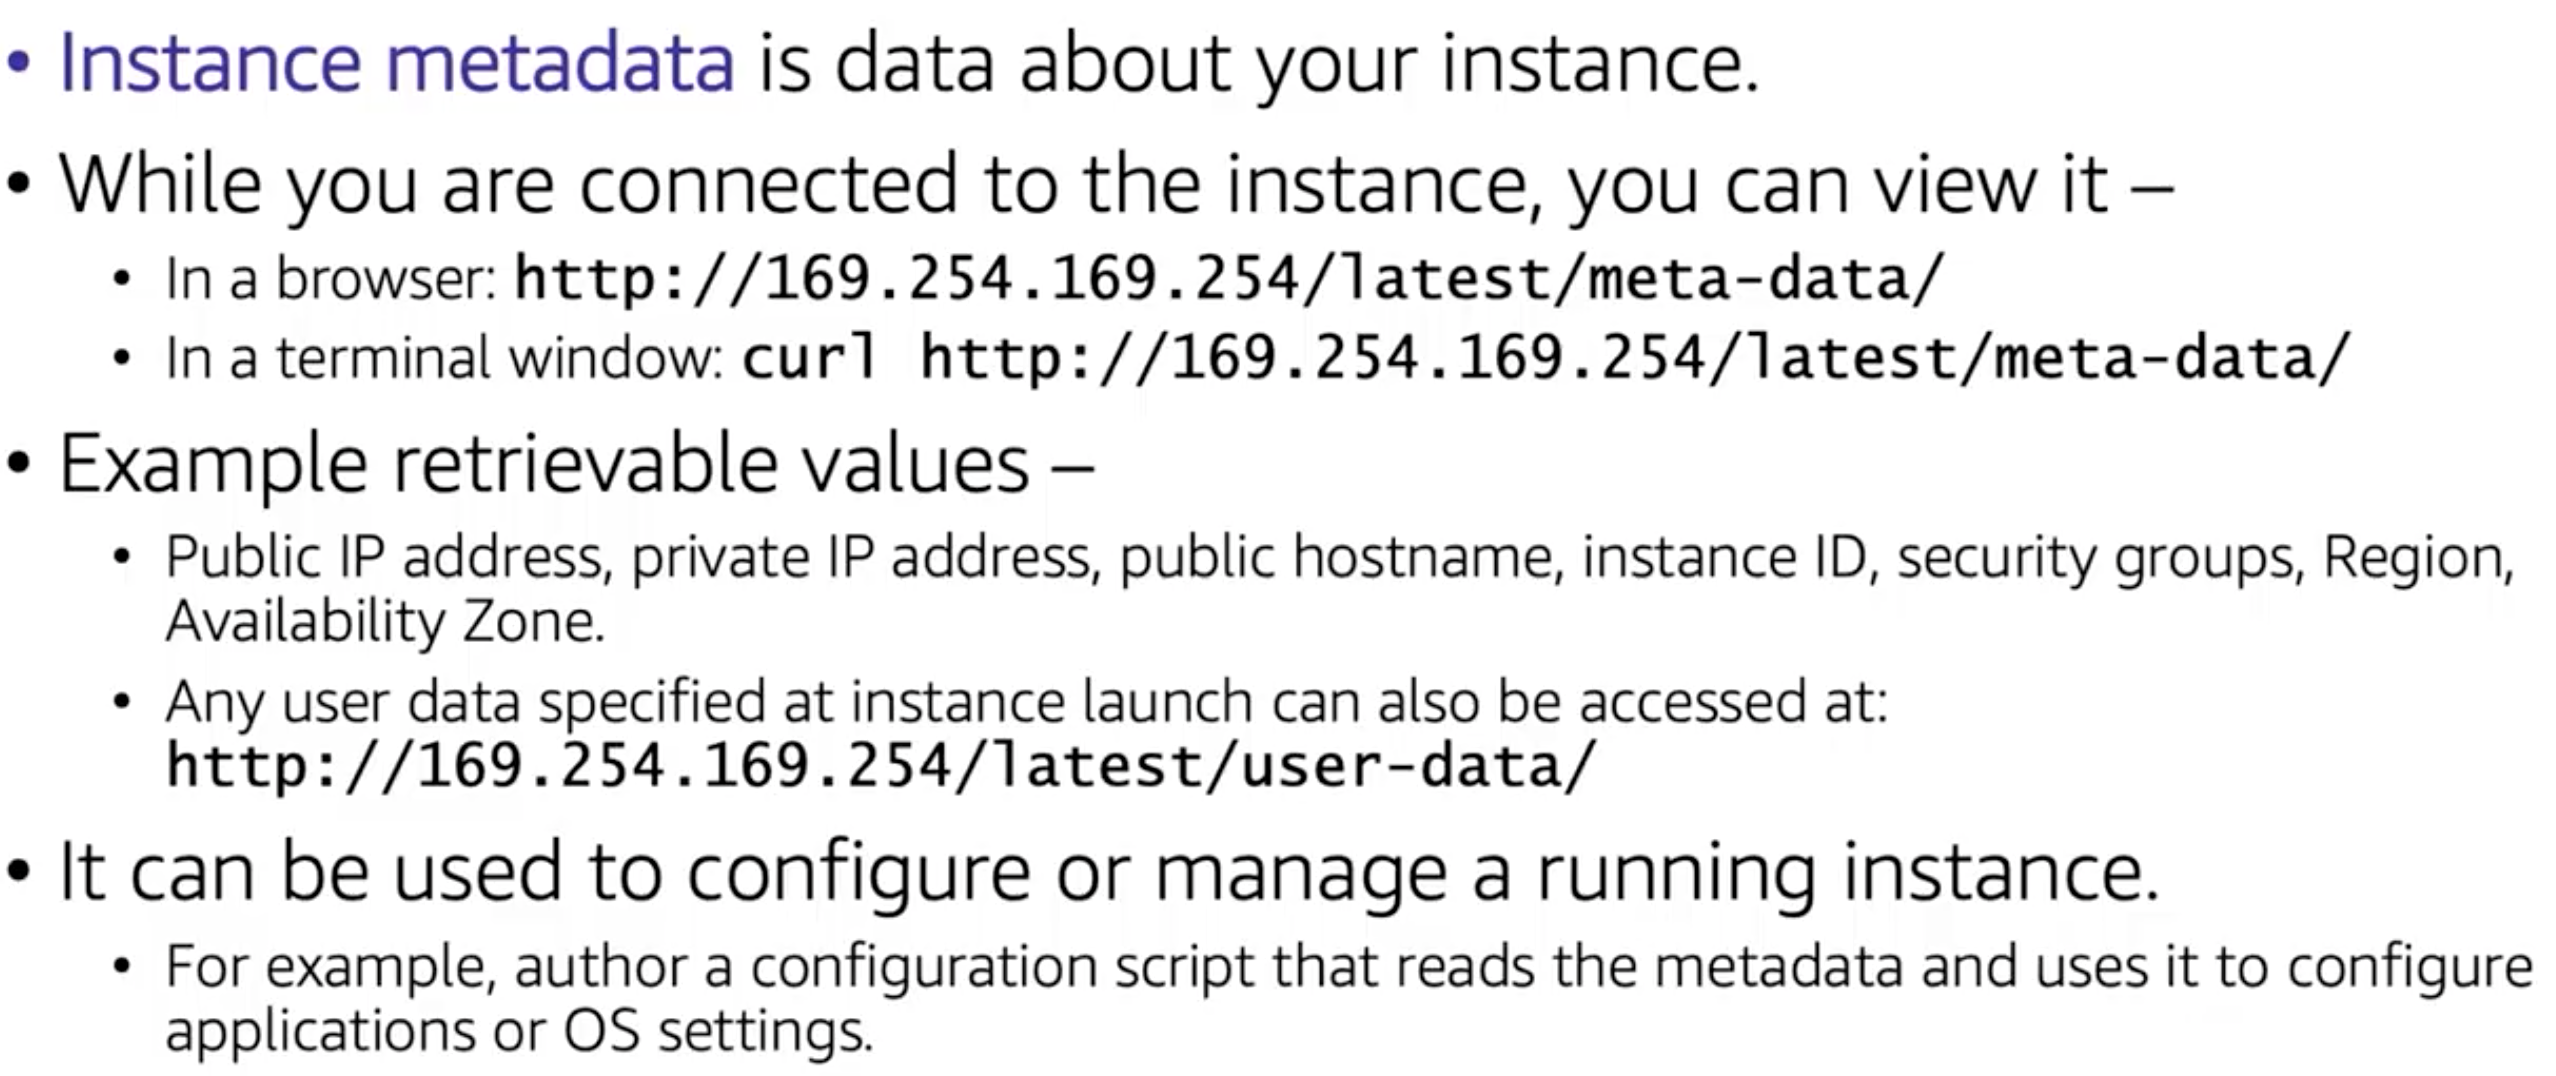 • Instance metadata is data about your instance.
• While you are connected to the instance, you can view it –
• In a browser: http://169.254.169.254/latest/meta-data/
• In a terminal window: curl http://169.254.169.254/latest/meta-data/
• Example retrievable values –
• Public IP address, private IP address, public hostname, instance ID, security groups, Region,
Availability Zone.
• Any user data specified at instance launch can also be accessed at:
http://169.254.169.254/latest/user-data/
• It can be used to configure or manage a running instance.
• For example, author a configuration script that reads the metadata and uses it to configure
applications or OS settings.